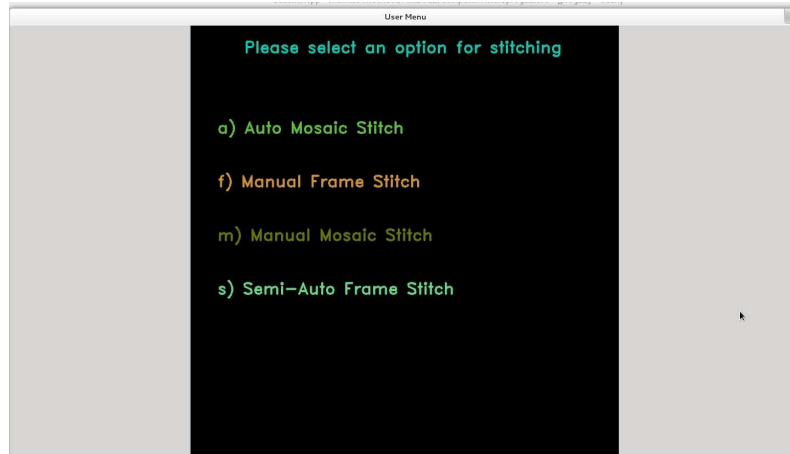 User Menu
Please select an option for stitching
a) Auto Mosaic Stitch
f) Manual Frame Stitch
m) Manual Mosaic Stitch
s) Semi-Auto Frame Stitch